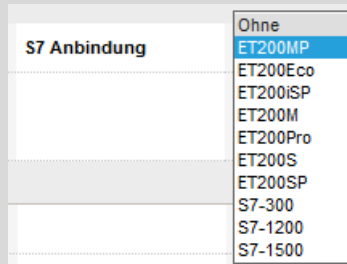 S7 Anbindung
Ohne
ET200MP
ET200Eco
ET200iSP
ET200M
ET200Pro
ET200S
ET200SP
S7-300
S7-1200
S7-1500